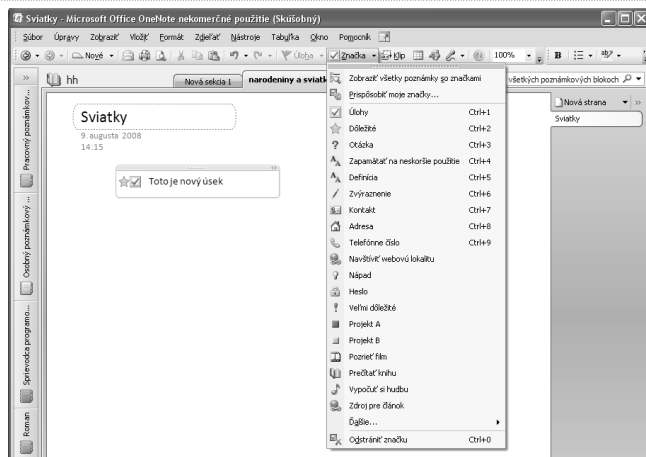 Sviatky - Microsoft Office OneNote nekomerčné použitie (Skúšobný)
Súbor Úpravy Zobraziť Vložiť Formát Zdieľať Nástroje Tabuľka Okno Pomocník
Nové Úloha Značka Klip 100% B
hh Nová sekcia 1 narodeniny a sviatk všetkých poznámkových blokoch
Pracovný poznámkov...
Osobný poznámkový ...
Sprievodca programo...
Roman
Sviatky
9. augusta 2008
14:15
Toto je nový úsek
Zobraziť všetky poznámky so značkami
Prispôsobiť moje značky...
Úlohy Ctrl+1
Dôležité Ctrl+2
Otázka Ctrl+3
Zapamätať na neskoršie použitie Ctrl+4
Definícia Ctrl+5
Zvýraznenie Ctrl+6
Kontakt Ctrl+7
Adresa Ctrl+8
Telefónne číslo Ctrl+9
Navštíviť webovú lokalitu
Nápad
Heslo
Veľmi dôležité
Projekt A
Projekt B
Pozrieť film
Prečítať knihu
Vypočuť si hudbu
Zdroj pre článok
Ďalšie...
Odstrániť značku Ctrl+0
Nová strana
Sviatky